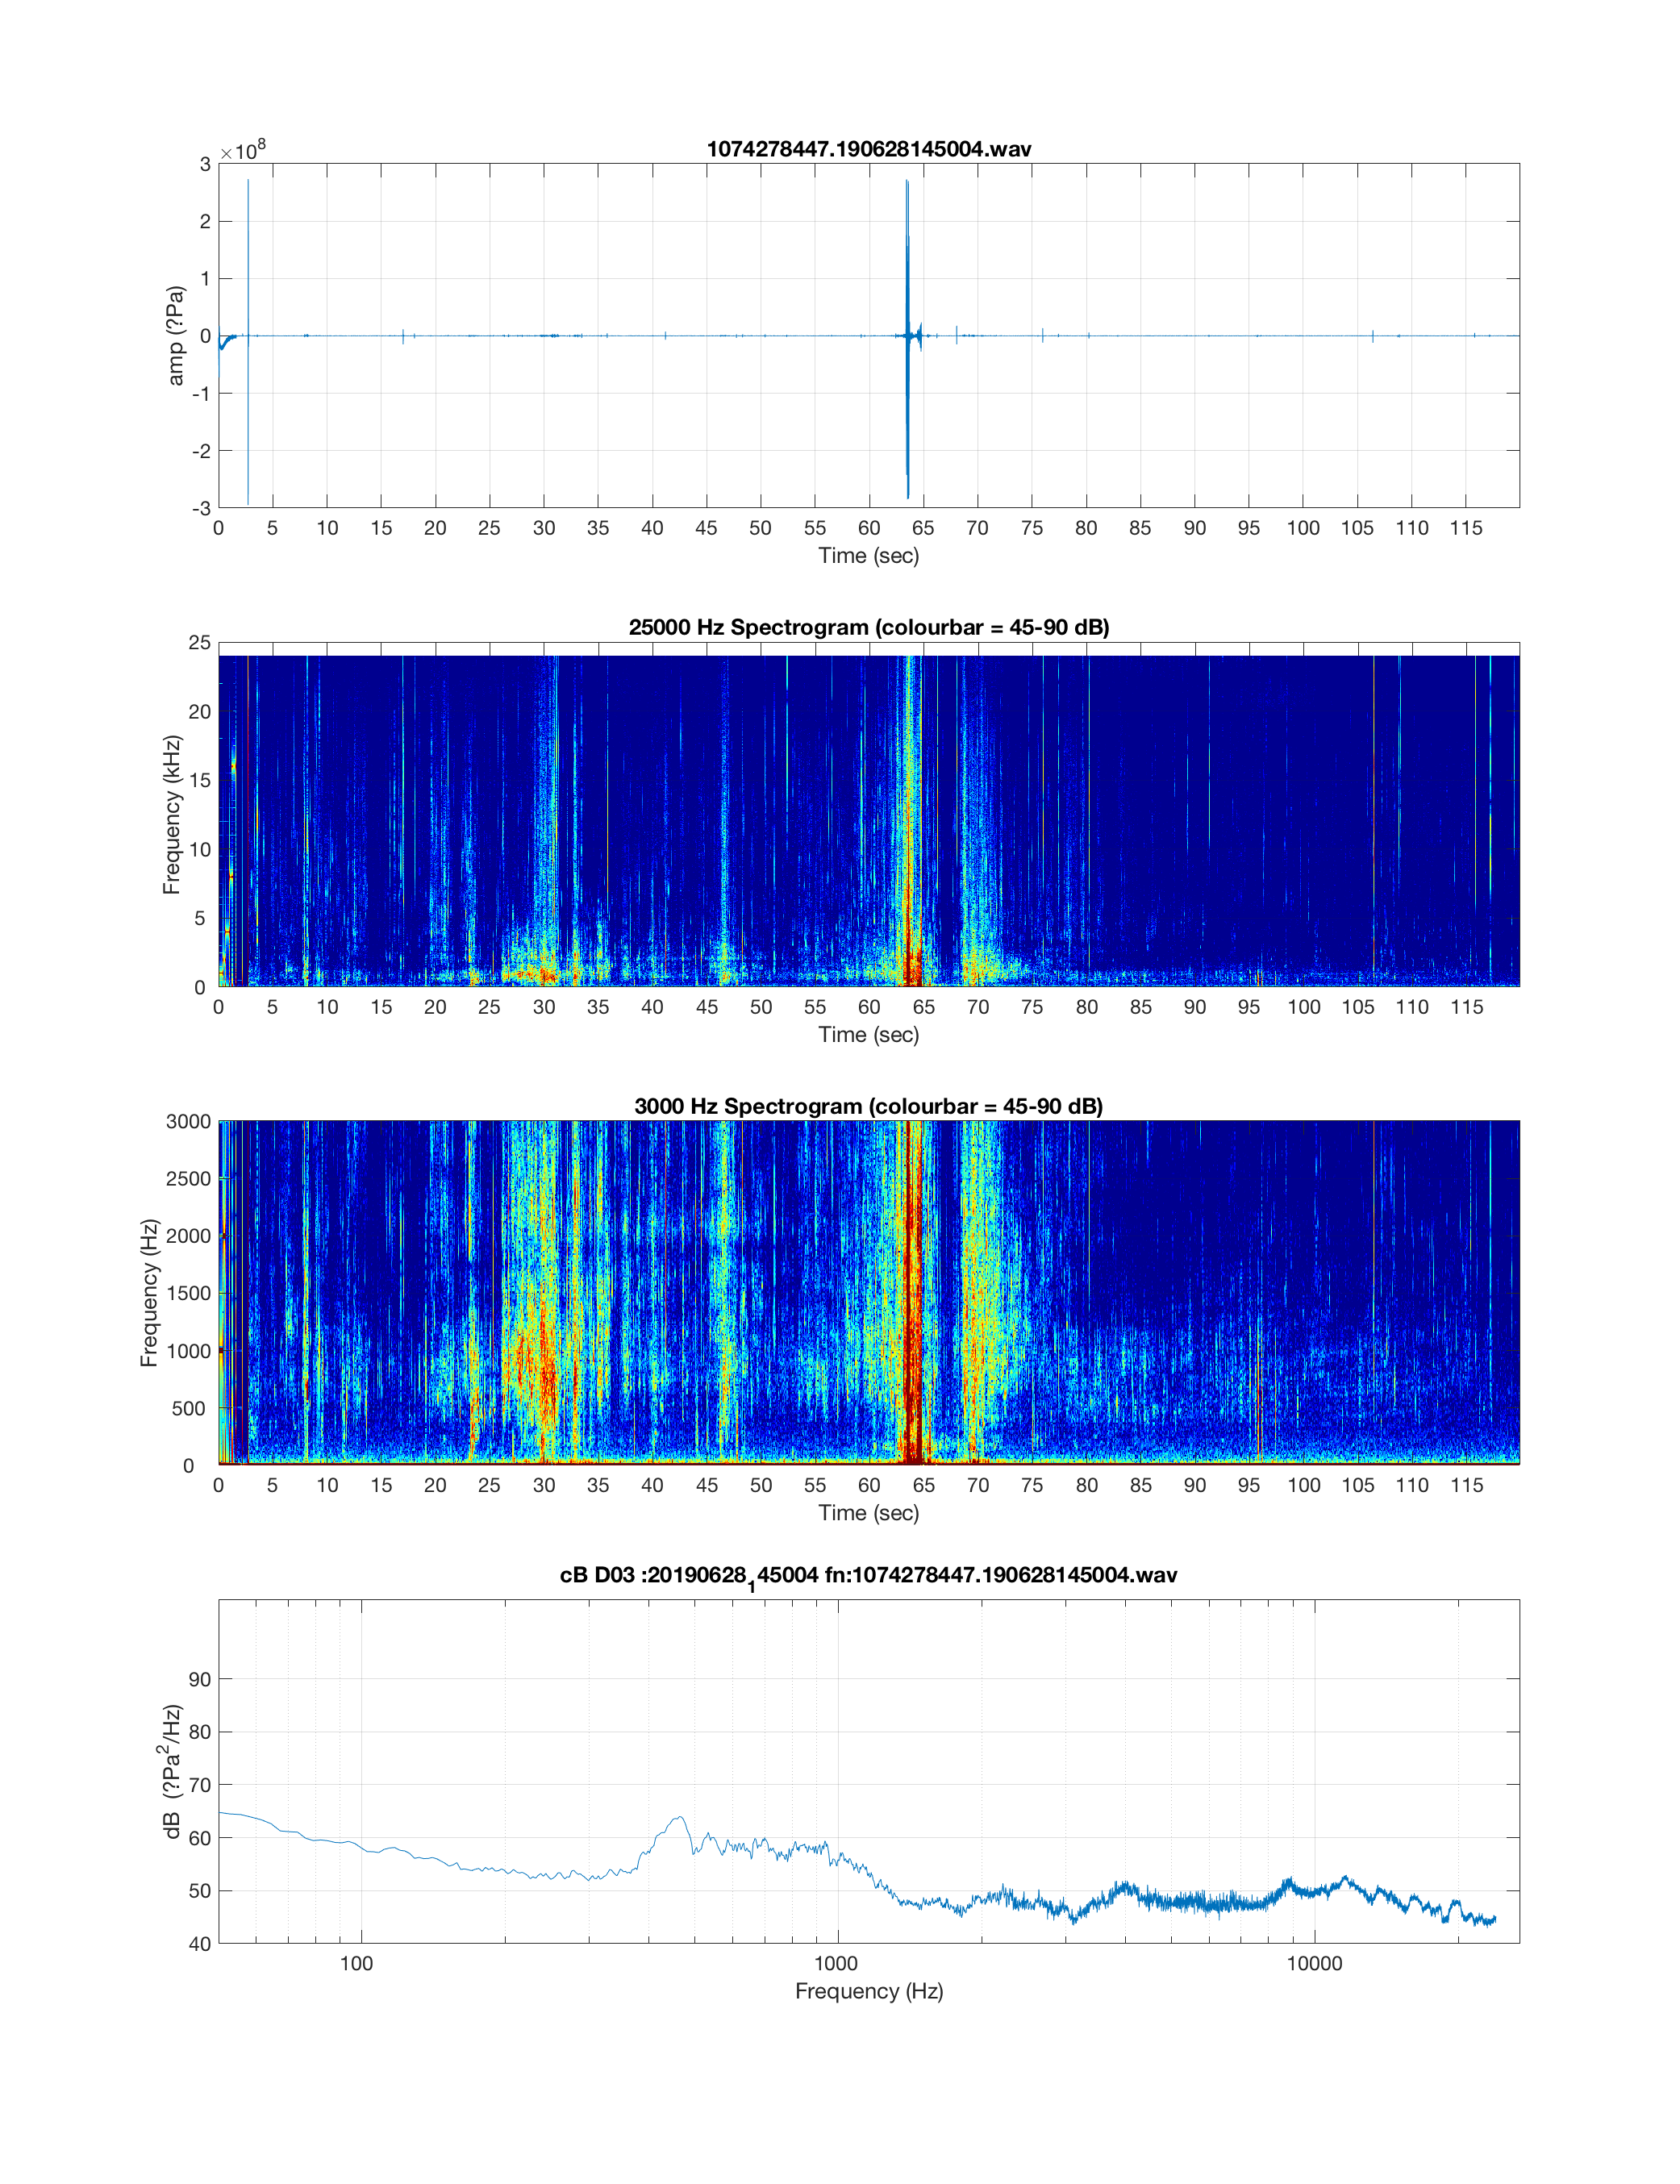 1074278447.190628145004.wav
×10^8
3
2
1
0
-1
-2
-3
amp (?Pa)
0 5 10 15 20 25 30 35 40 45 50 55 60 65 70 75 80 85 90 95 100 105 110 115
Time (sec)
25000 Hz Spectrogram (colourbar = 45-90 dB)
25
20
15
10
5
0
Frequency (kHz)
0 5 10 15 20 25 30 35 40 45 50 55 60 65 70 75 80 85 90 95 100 105 110 115
Time (sec)
3000 Hz Spectrogram (colourbar = 45-90 dB)
3000
2500
2000
1500
1000
500
0
Frequency (Hz)
0 5 10 15 20 25 30 35 40 45 50 55 60 65 70 75 80 85 90 95 100 105 110 115
Time (sec)
cB D03 :20190628_145004 fn:1074278447.190628145004.wav
90
80
70
60
50
40
dB (?Pa^2/Hz)
100 1000 10000
Frequency (Hz)